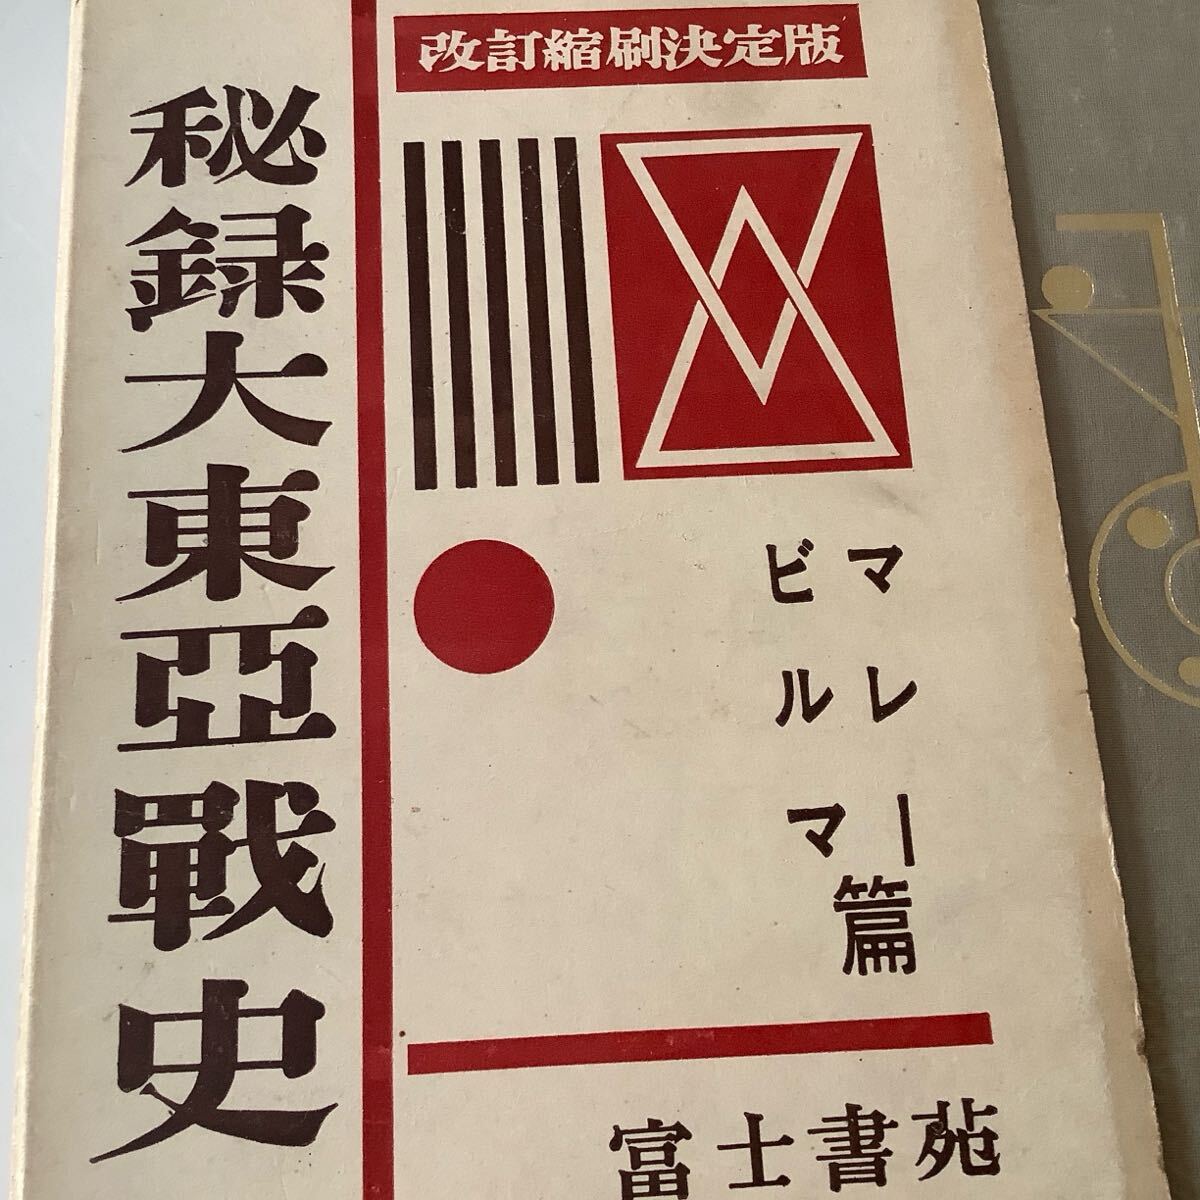 改訂縮刷決定版
秘録大東亞戰史
マレー
ビルマ
篇
富士書苑